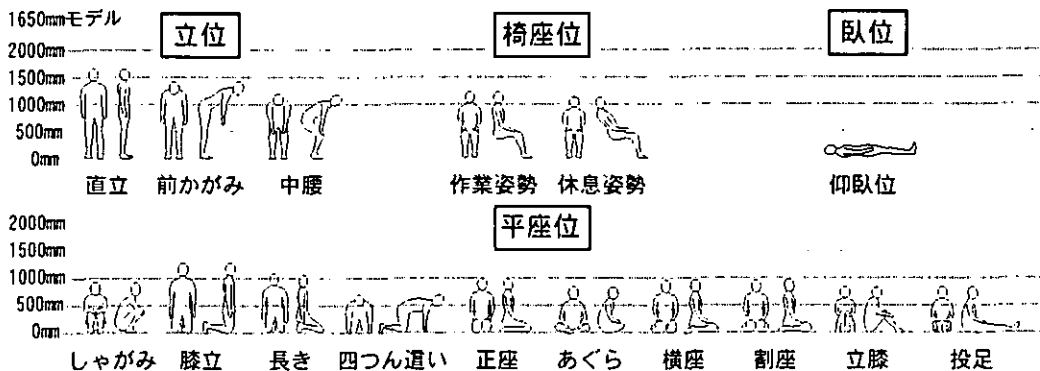 1650mmモデル
立位 椅座位 臥位
2000mm
1500mm
1000mm
500mm
0mm
直立 前かがみ 中腰 作業姿勢 休息姿勢 仰臥位
平座位
2000mm
1500mm
1000mm
500mm
0mm
しゃがみ 膝立 長き 四つん這い 正座 あぐら 横座 割座 立膝 投足